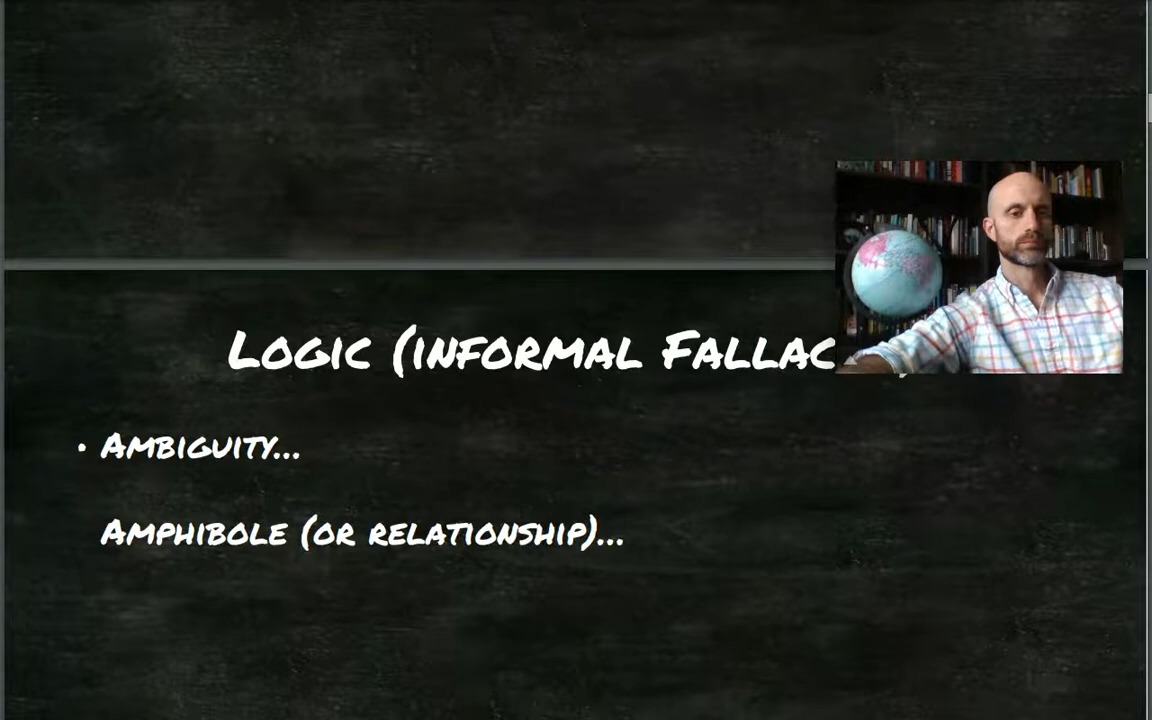 Logic (informal Fallac
• Ambiguity...
Amphibole (or relationship)...